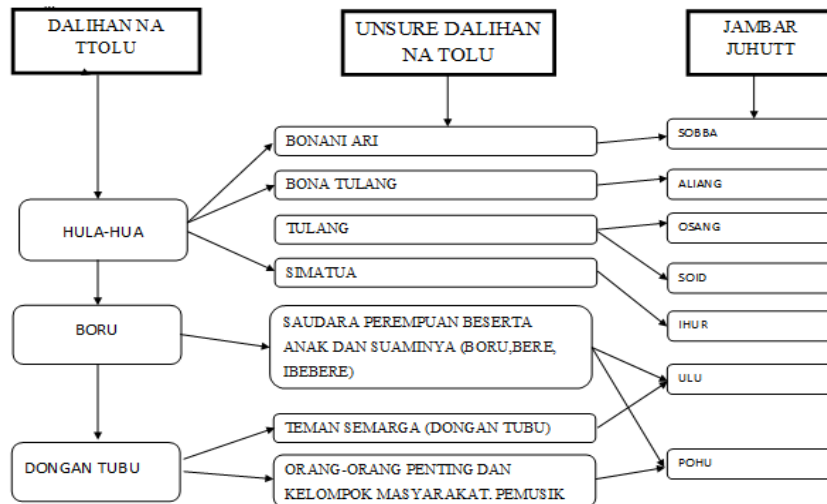 DALIHAN NA
TTOLU
UNSURE DALIHAN
NA TOLU
JAMBAR
JUHUTT
BONANI ARI
SOBBA
BONA TULANG
ALIANG
HULA-HUA
TULANG
OSANG
SIMATUA
SOID
BORU
SAUDARA PEREMPUAN BESERTA
ANAK DAN SUAMINYA (BORU,BERE,
IBEBERE)
IHUR
ULU
TEMAN SEMARGA (DONGAN TUBU)
DONGAN TUBU
ORANG-ORANG PENTING DAN
KELOMPOK MASYARAKAT. PEMUSIK
POHU